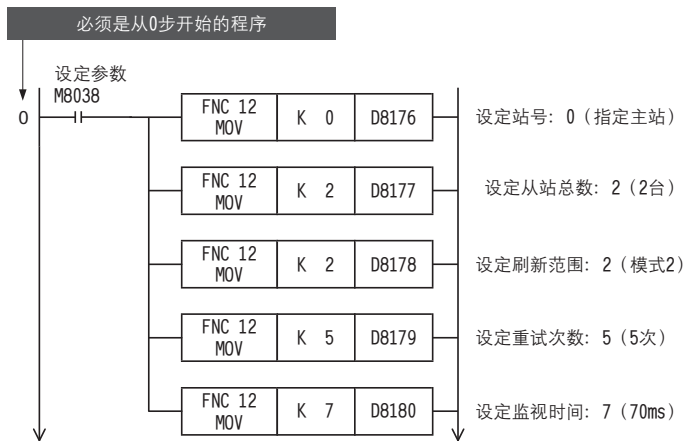 必须是从0步开始的程序
设定参数
M8038
0
FNC 12
MOV
K 0
D8176
设定站号: 0（指定主站）
FNC 12
MOV
K 2
D8177
设定从站总数: 2（2台）
FNC 12
MOV
K 2
D8178
设定刷新范围: 2（模式2）
FNC 12
MOV
K 5
D8179
设定重试次数: 5（5次）
FNC 12
MOV
K 7
D8180
设定监视时间: 7（70ms）